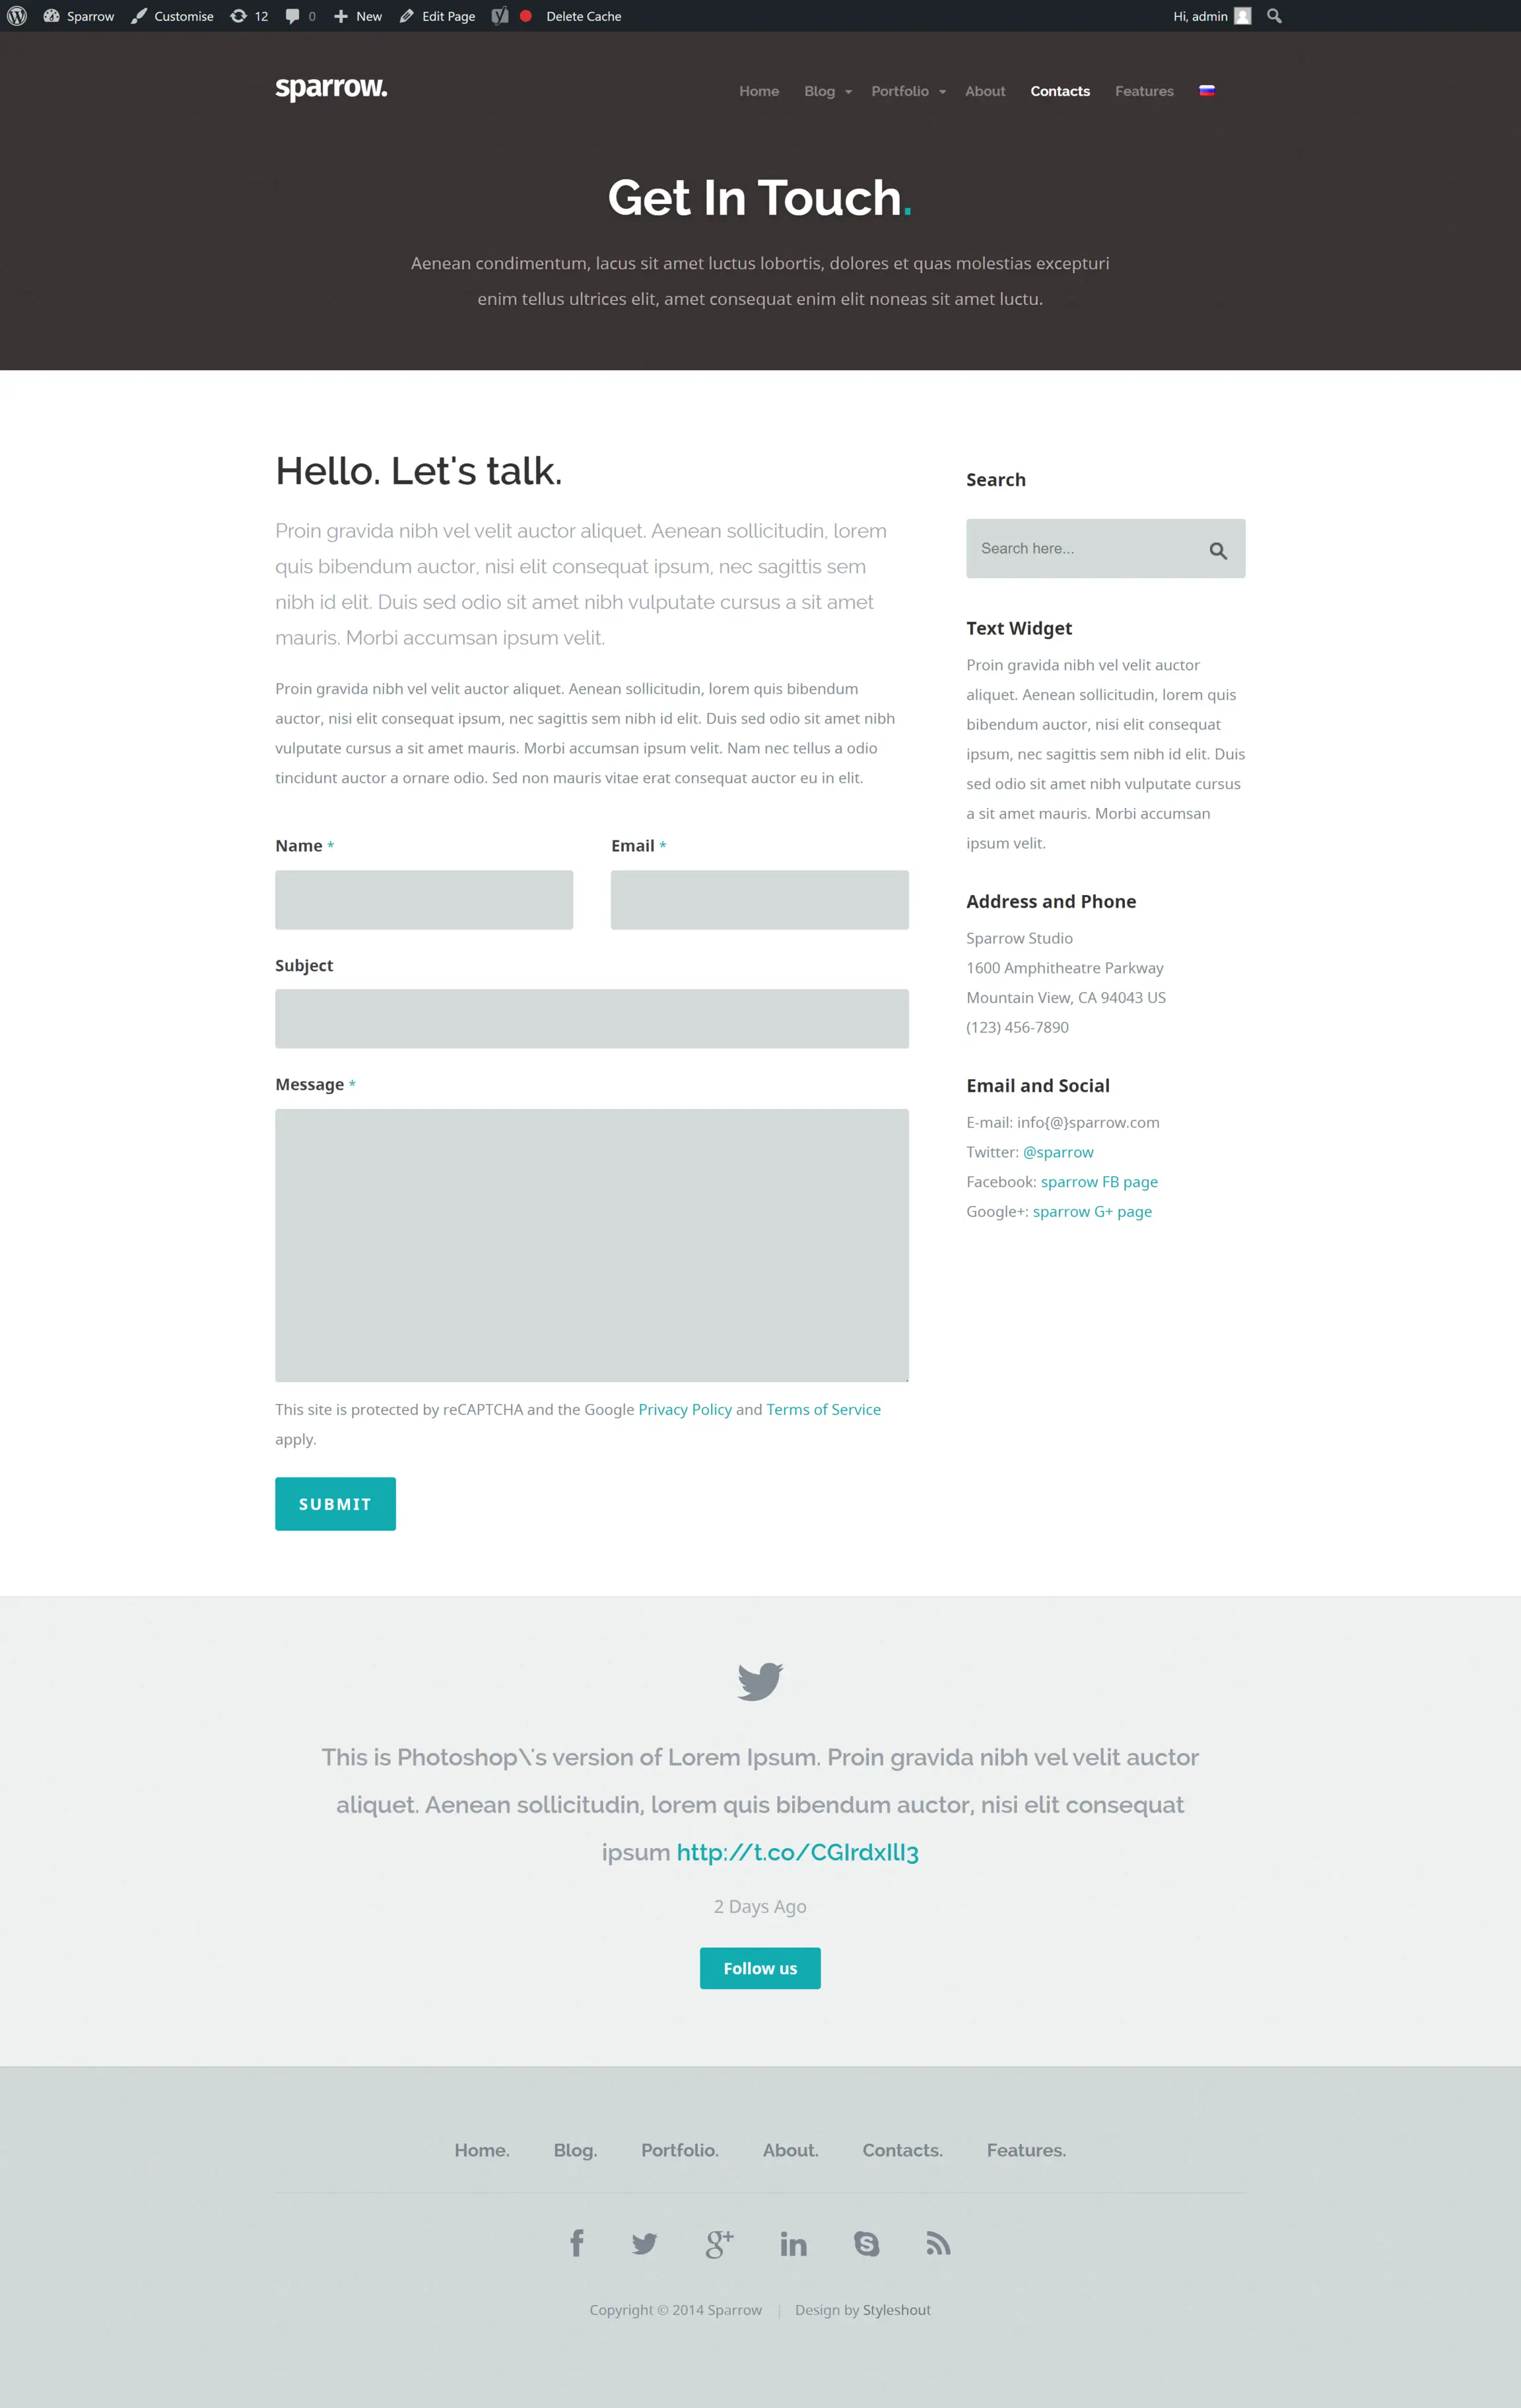 Sparrow Customise 12 0 New Edit Page Delete Cache Hi, admin
sparrow.
Home Blog Portfolio About Contacts Features
Get In Touch.
Aenean condimentum, lacus sit amet luctus lobortis, dolores et quas molestias excepturi
enim tellus ultrices elit, amet consequat enim elit noneas sit amet luctu.
Hello. Let's talk.
Proin gravida nibh vel velit auctor aliquet. Aenean sollicitudin, lorem
quis bibendum auctor, nisi elit consequat ipsum, nec sagittis sem
nibh id elit. Duis sed odio sit amet nibh vulputate cursus a sit amet
mauris. Morbi accumsan ipsum velit.
Proin gravida nibh vel velit auctor aliquet. Aenean sollicitudin, lorem quis bibendum
auctor, nisi elit consequat ipsum, nec sagittis sem nibh id elit. Duis sed odio sit amet nibh
vulputate cursus a sit amet mauris. Morbi accumsan ipsum velit. Nam nec tellus a odio
tincidunt auctor a ornare odio. Sed non mauris vitae erat consequat auctor eu in elit.
Name * Email *
Subject
Message *
This site is protected by reCAPTCHA and the Google Privacy Policy and Terms of Service
apply.
SUBMIT
Search
Search here...
Text Widget
Proin gravida nibh vel velit auctor
aliquet. Aenean sollicitudin, lorem quis
bibendum auctor, nisi elit consequat
ipsum, nec sagittis sem nibh id elit. Duis
sed odio sit amet nibh vulputate cursus
a sit amet mauris. Morbi accumsan
ipsum velit.
Address and Phone
Sparrow Studio
1600 Amphitheatre Parkway
Mountain View, CA 94043 US
(123) 456-7890
Email and Social
E-mail: info{@}sparrow.com
Twitter: @sparrow
Facebook: sparrow FB page
Google+: sparrow G+ page
This is Photoshop\'s version of Lorem Ipsum. Proin gravida nibh vel velit auctor
aliquet. Aenean sollicitudin, lorem quis bibendum auctor, nisi elit consequat
ipsum http://t.co/CGIrdxIlI3
2 Days Ago
Follow us
Home. Blog. Portfolio. About. Contacts. Features.
Copyright © 2014 Sparrow | Design by Styleshout